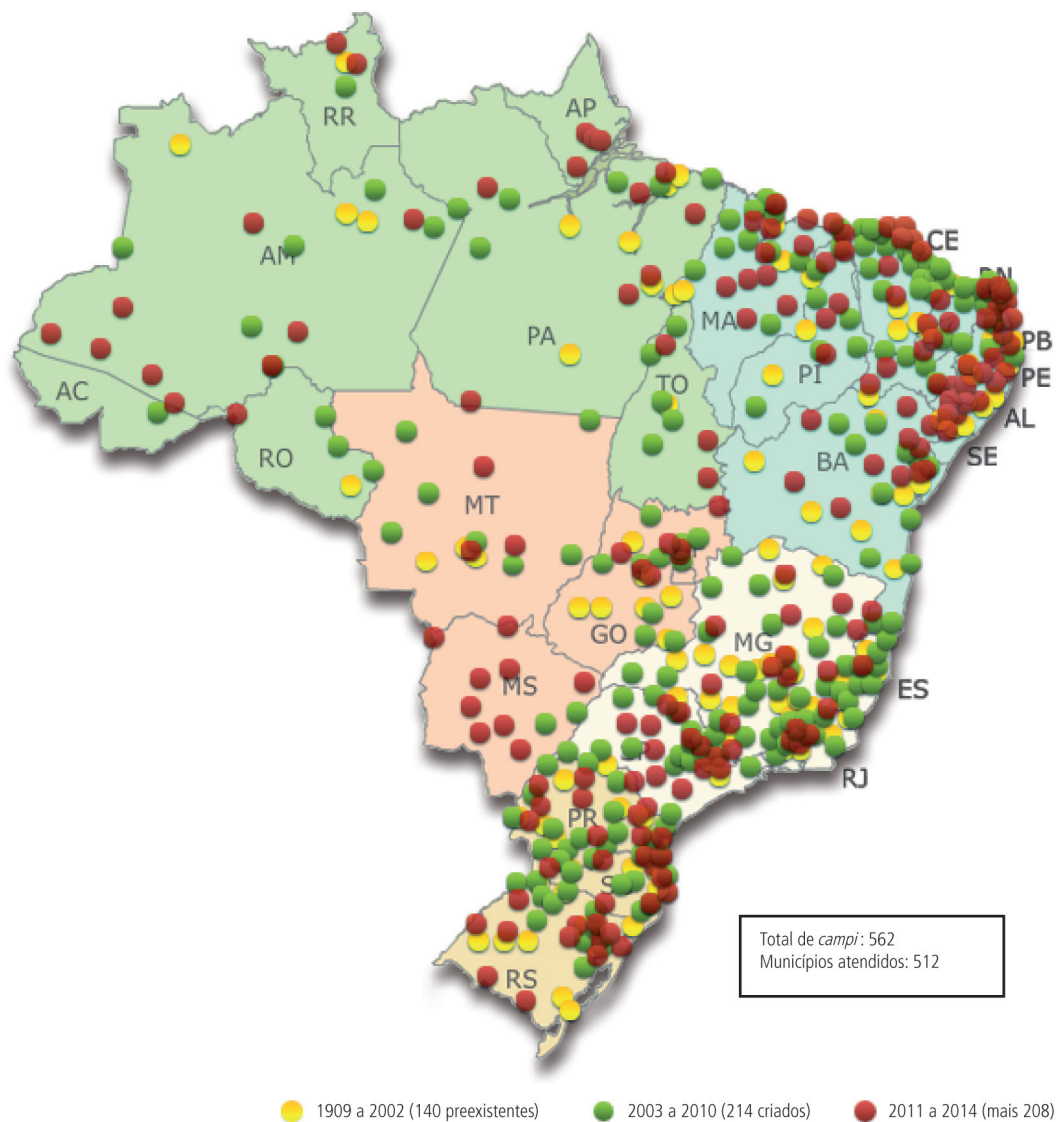 RR
AP
AM
PA
CE
RN
MA
PB
PI
PE
AC
TO
AL
RO
BA
SE
MT
GO
MG
MS
ES
SP
RJ
PR
SC
RS
Total de campi: 562
Municípios atendidos: 512
1909 a 2002 (140 preexistentes)
2003 a 2010 (214 criados)
2011 a 2014 (mais 208)